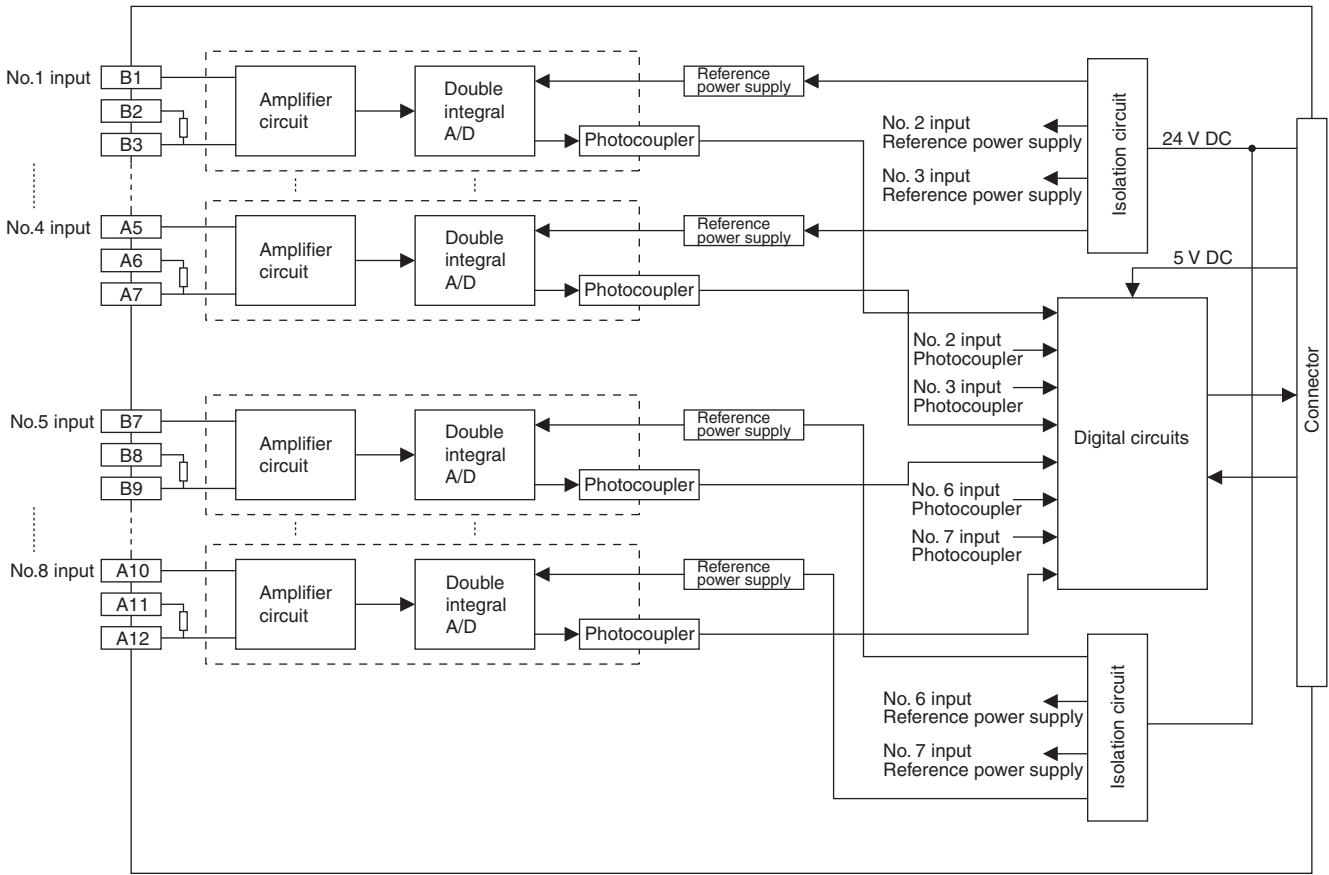 No.1 input
B1
B2
B3
Amplifier
circuit
Double
integral
A/D
Photocoupler
Reference
power supply
No. 2 input
Reference power supply
No. 3 input
Reference power supply
Isolation circuit
24 V DC
No.4 input
A5
A6
A7
Amplifier
circuit
Double
integral
A/D
Photocoupler
Reference
power supply
5 V DC
No. 2 input
Photocoupler
No. 3 input
Photocoupler
Digital circuits
Connector
No.5 input
B7
B8
B9
Amplifier
circuit
Double
integral
A/D
Photocoupler
Reference
power supply
No. 6 input
Photocoupler
No. 7 input
Photocoupler
No.8 input
A10
A11
A12
Amplifier
circuit
Double
integral
A/D
Photocoupler
Reference
power supply
No. 6 input
Reference power supply
No. 7 input
Reference power supply
Isolation circuit